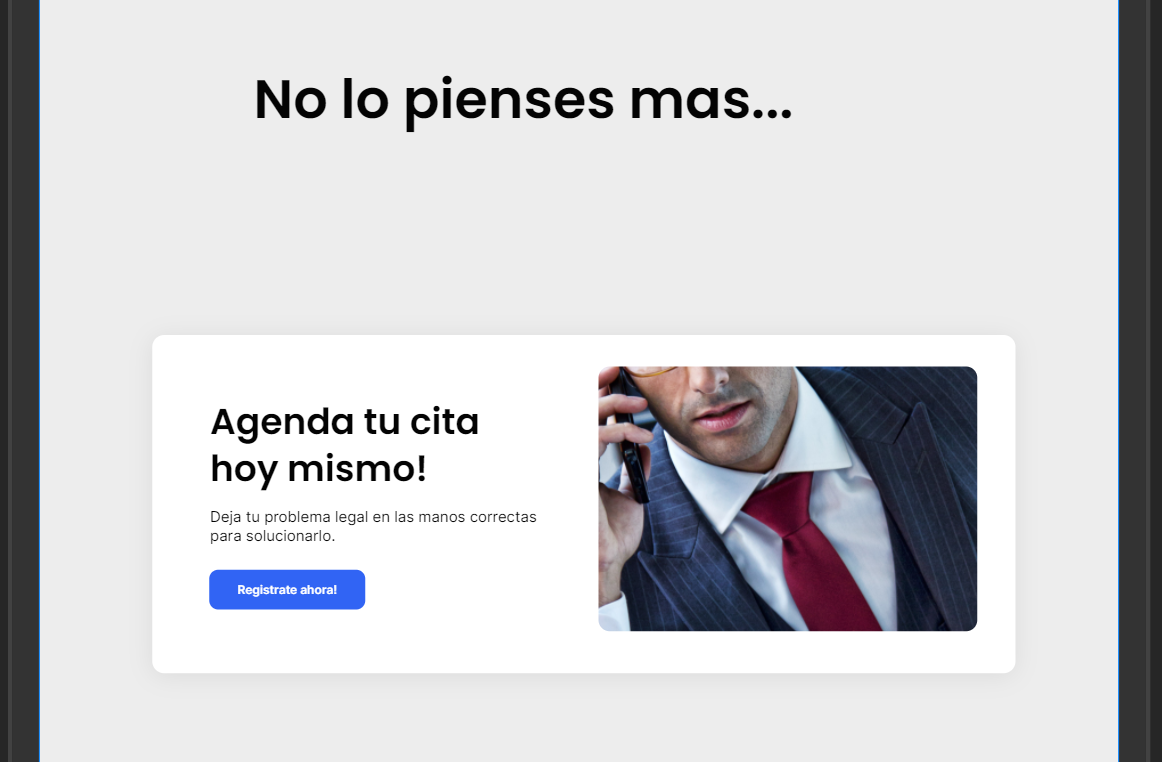 No lo pienses mas...
Agenda tu cita
hoy mismo!
Deja tu problema legal en las manos correctas
para solucionarlo.
Registrate ahora!